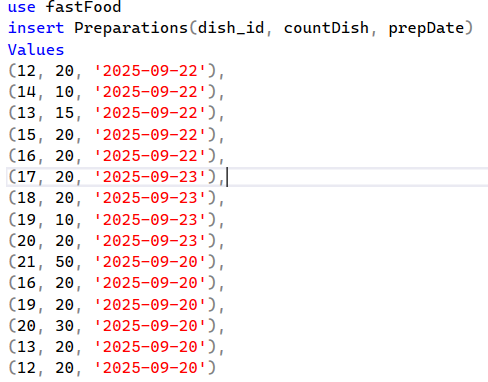 use fastFood
insert Preparations(dish_id, countDish, prepDate)
Values
(12, 20, '2025-09-22'),
(14, 10, '2025-09-22'),
(13, 15, '2025-09-22'),
(15, 20, '2025-09-22'),
(16, 20, '2025-09-22'),
(17, 20, '2025-09-23'),
(18, 20, '2025-09-23'),
(19, 10, '2025-09-23'),
(20, 20, '2025-09-23'),
(21, 50, '2025-09-20'),
(16, 20, '2025-09-20'),
(19, 20, '2025-09-20'),
(20, 30, '2025-09-20'),
(13, 20, '2025-09-20'),
(12, 20, '2025-09-20')